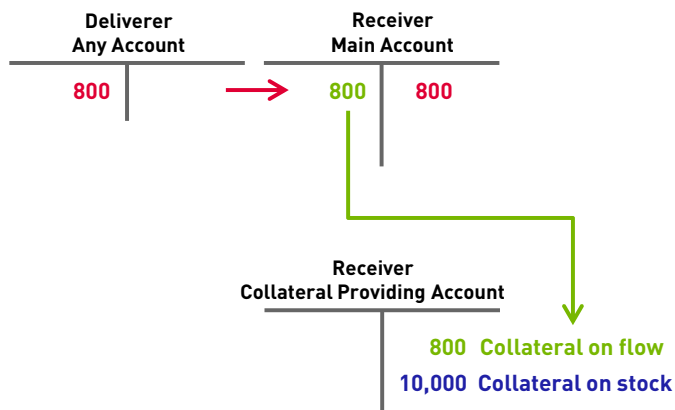 Deliverer
Any Account
Receiver
Main Account
800
800
800
Receiver
Collateral Providing Account
800 Collateral on flow
10,000 Collateral on stock